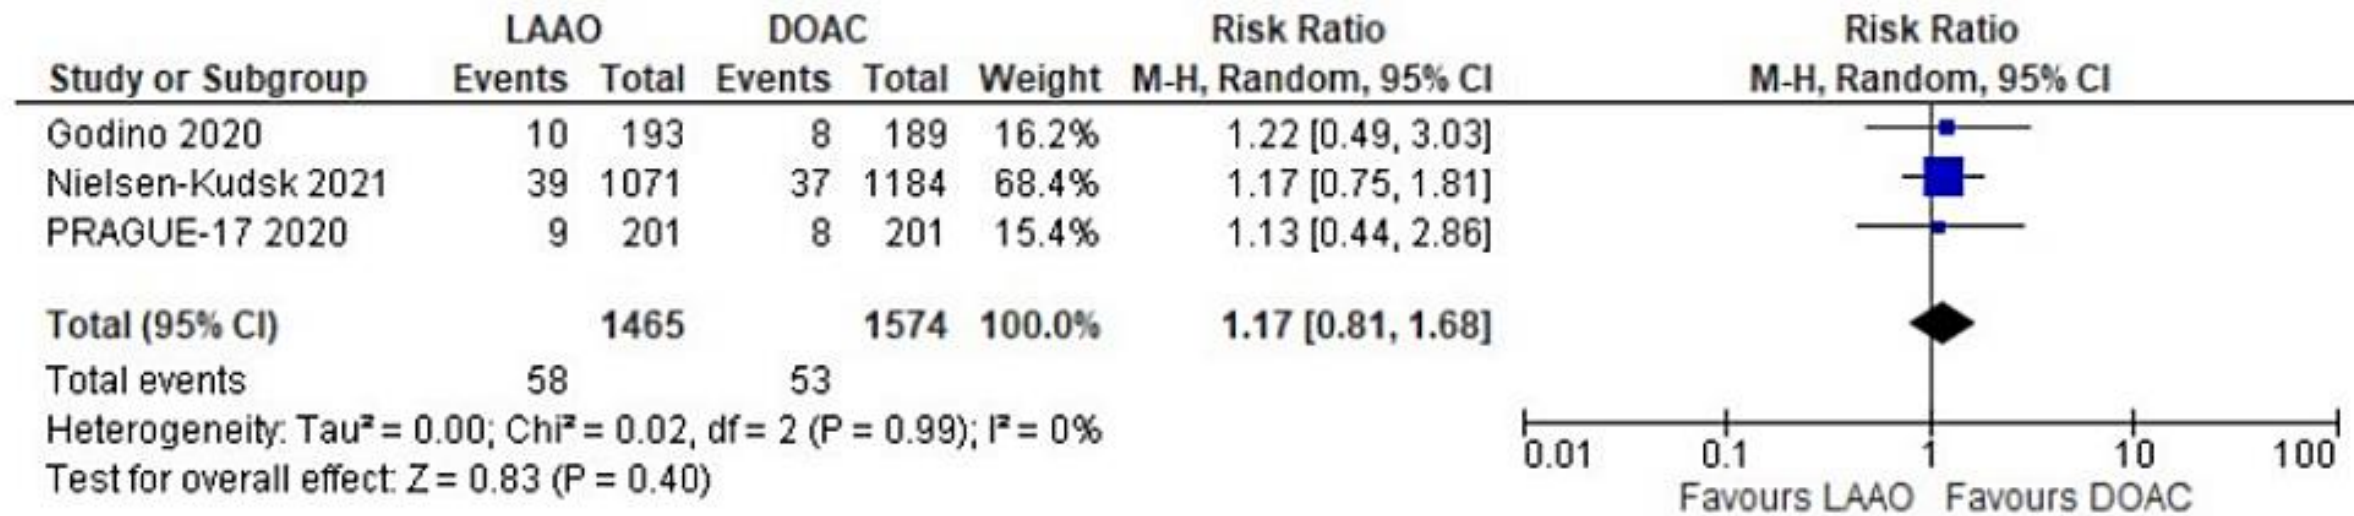 LAAO DOAC Risk Ratio Risk Ratio
Study or Subgroup Events Total Events Total Weight M-H, Random, 95% CI M-H, Random, 95% CI
Godino 2020 10 193 8 189 16.2% 1.22 [0.49, 3.03]
Nielsen-Kudsk 2021 39 1071 37 1184 68.4% 1.17 [0.75, 1.81]
PRAGUE-17 2020 9 201 8 201 15.4% 1.13 [0.44, 2.86]
Total (95% CI) 1465 1574 100.0% 1.17 [0.81, 1.68]
Total events 58 53
Heterogeneity: Tau² = 0.00; Chi² = 0.02, df = 2 (P = 0.99); I² = 0%
Test for overall effect: Z = 0.83 (P = 0.40)
0.01 0.1 1 10 100
Favours LAAO Favours DOAC